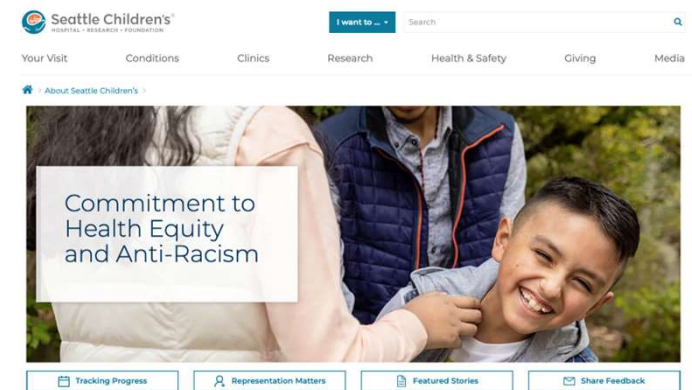 Seattle Children's®
HOSPITAL • RESEARCH • FOUNDATION
I want to ...
Search
Your Visit
Conditions
Clinics
Research
Health & Safety
Giving
Media
About Seattle Children's
Commitment to
Health Equity
and Anti-Racism
Tracking Progress
Representation Matters
Featured Stories
Share Feedback